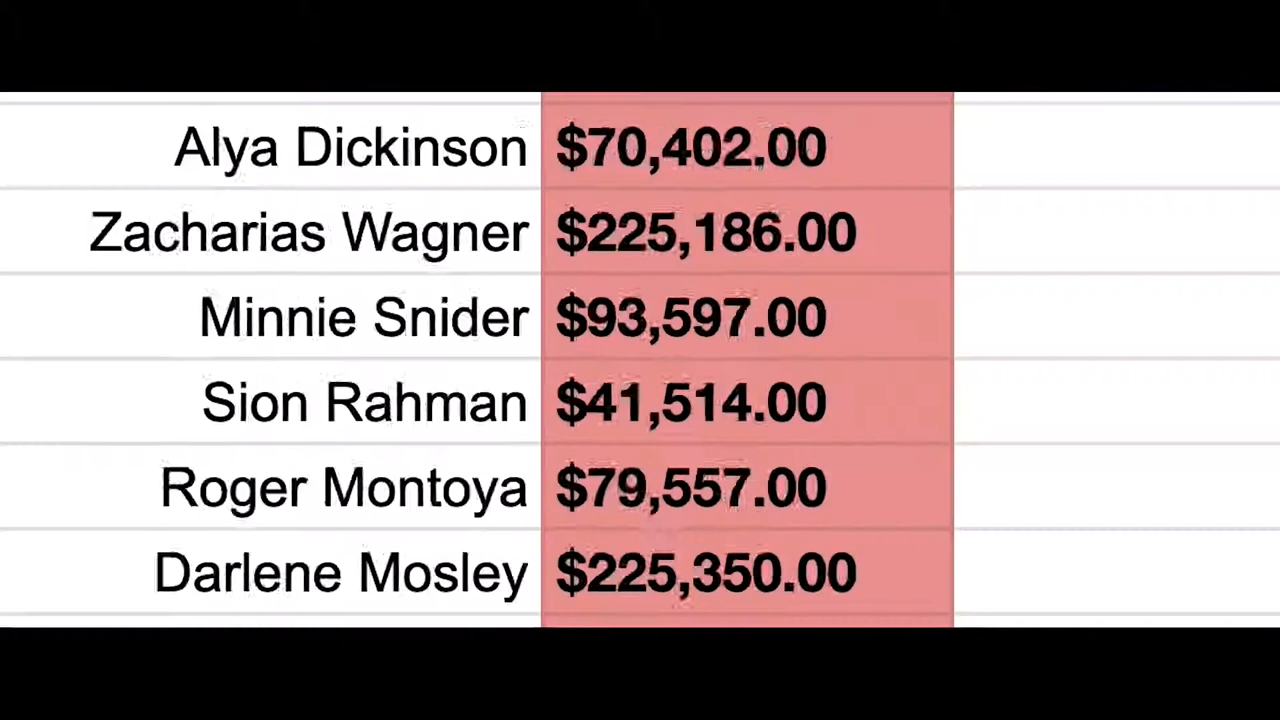 Alya Dickinson $70,402.00
Zacharias Wagner $225,186.00
Minnie Snider $93,597.00
Sion Rahman $41,514.00
Roger Montoya $79,557.00
Darlene Mosley $225,350.00